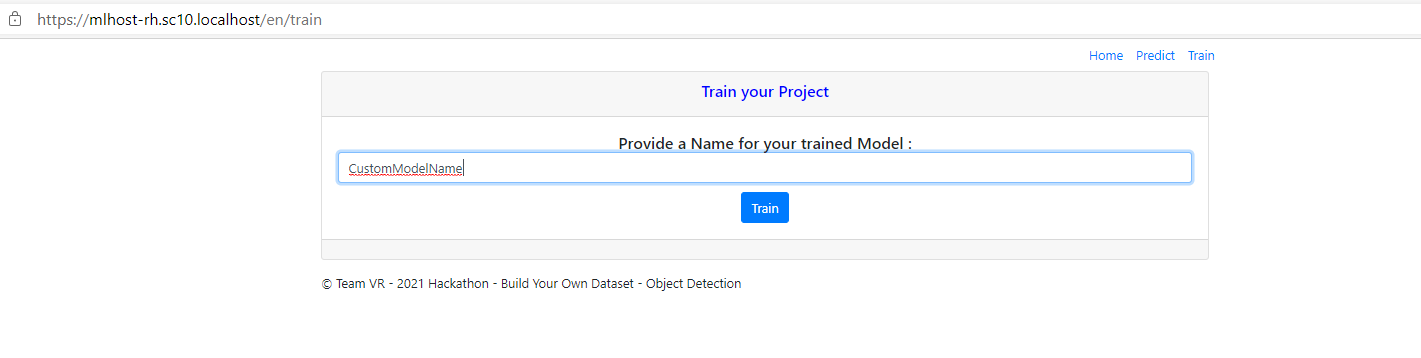 https://mlhost-rh.sc10.localhost/en/train
Home Predict Train
Train your Project
Provide a Name for your trained Model :
CustomModelName
Train
© Team VR - 2021 Hackathon - Build Your Own Dataset - Object Detection